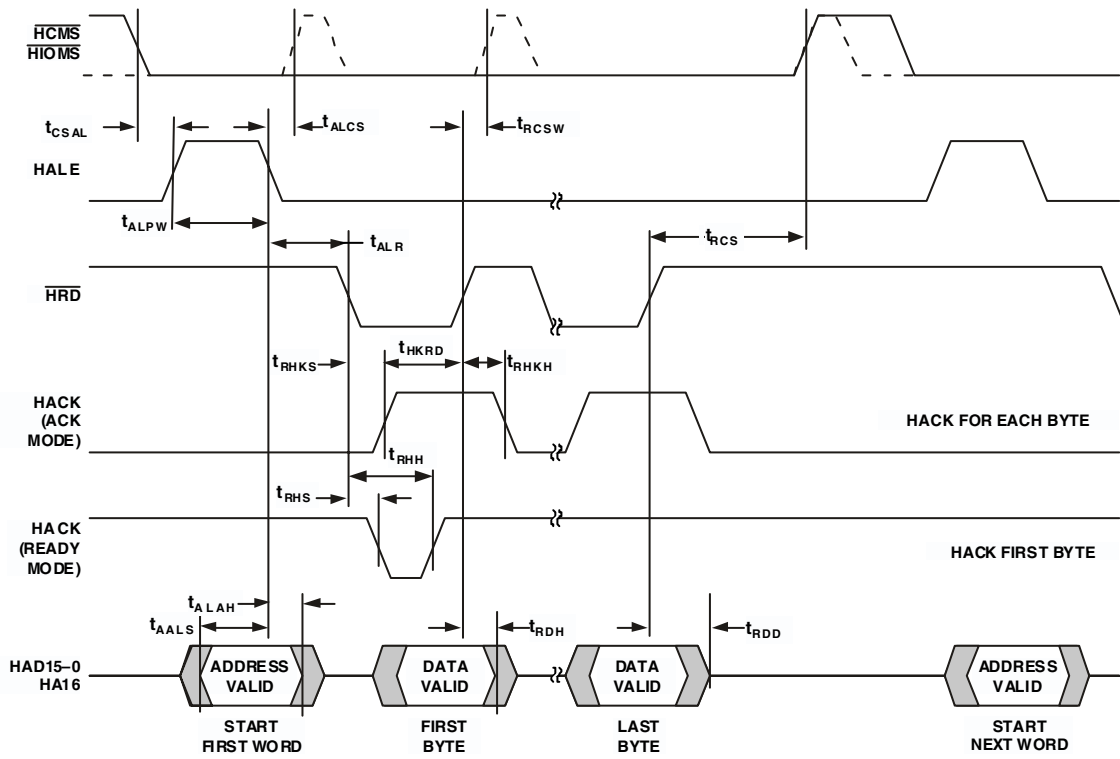 HCMS
HIOMS
tCSAL
tALCS
tRCSW
HALE
tALPW
tALR
tRCS
HRD
tRHKS
tHKRD
tRHKH
HACK
(ACK
MODE)
HACK FOR EACH BYTE
tRHH
tRHS
HACK
(READY
MODE)
HACK FIRST BYTE
tALAH
tAALS
tRDH
tRDD
HAD15–0
HA16
ADDRESS
VALID
DATA
VALID
DATA
VALID
ADDRESS
VALID
START
FIRST WORD
FIRST
BYTE
LAST
BYTE
START
NEXT WORD